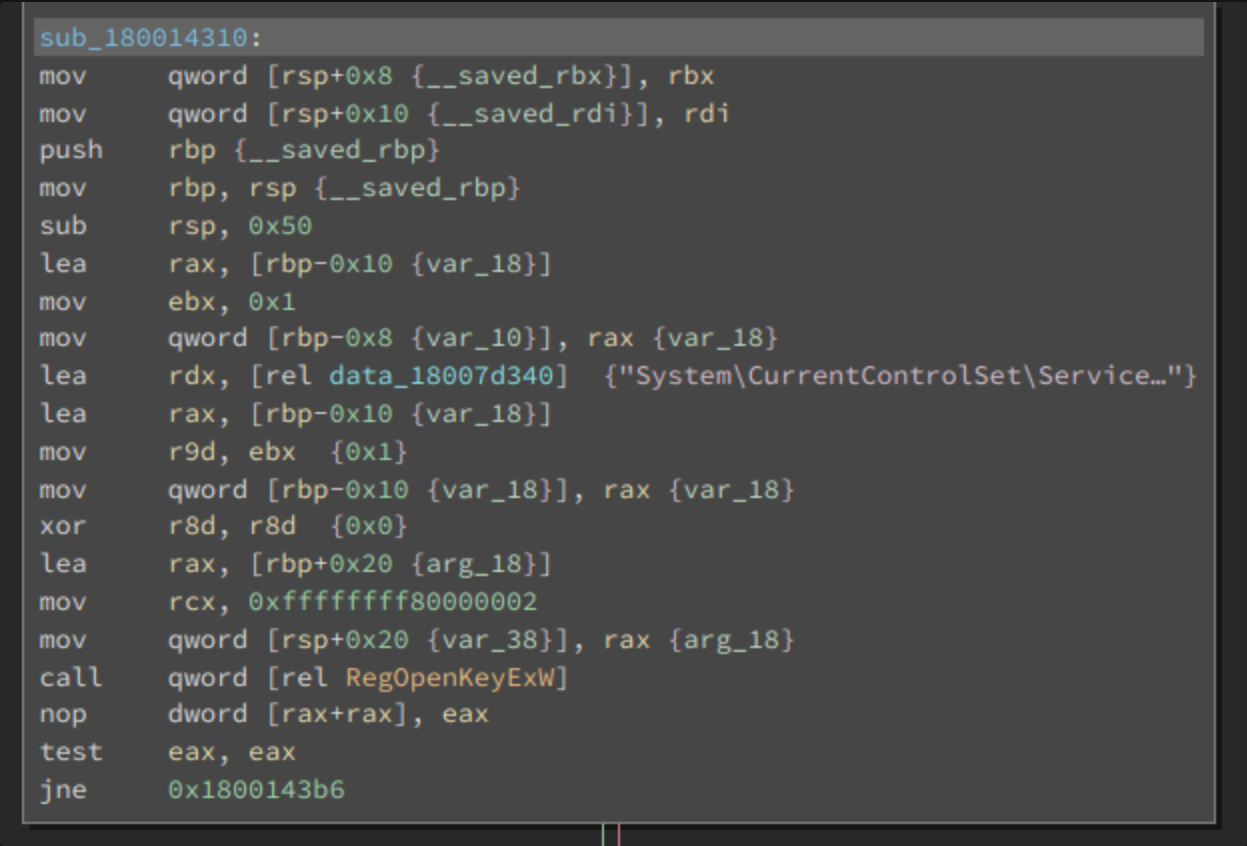 sub_180014310:
mov qword [rsp+0x8 {__saved_rbx}], rbx
mov qword [rsp+0x10 {__saved_rdi}], rdi
push rbp {__saved_rbp}
mov rbp, rsp {__saved_rbp}
sub rsp, 0x50
lea rax, [rbp-0x10 {var_18}]
mov ebx, 0x1
mov qword [rbp-0x8 {var_10}], rax {var_18}
lea rdx, [rel data_18007d340] {"System\CurrentControlSet\Service…"}
lea rax, [rbp-0x10 {var_18}]
mov r9d, ebx {0x1}
mov qword [rbp-0x10 {var_18}], rax {var_18}
xor r8d, r8d {0x0}
lea rax, [rbp+0x20 {arg_18}]
mov rcx, 0xffffffff80000002
mov qword [rsp+0x20 {var_38}], rax {arg_18}
call qword [rel RegOpenKeyExW]
nop dword [rax+rax], eax
test eax, eax
jne 0x1800143b6